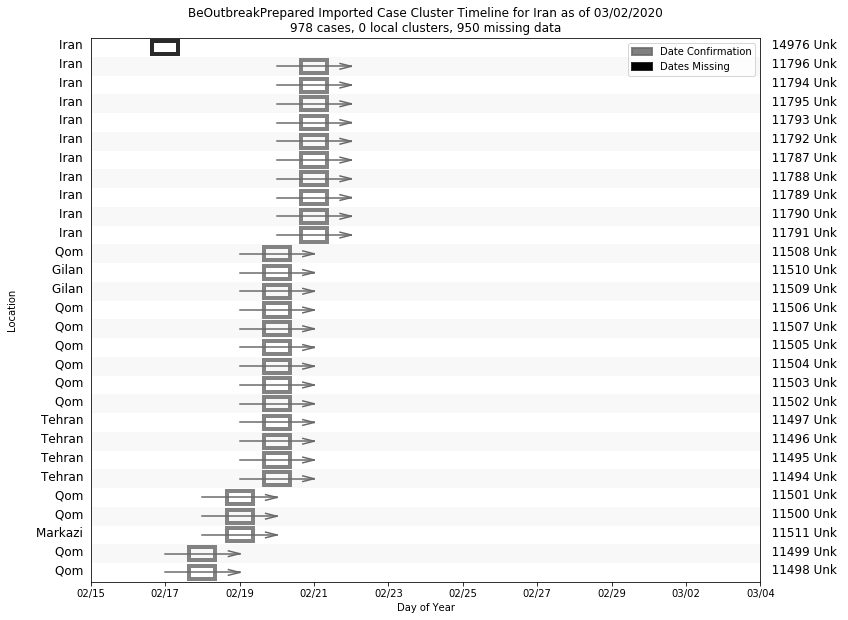 BeOutbreakPrepared Imported Case Cluster Timeline for Iran as of 03/02/2020
978 cases, 0 local clusters, 950 missing data
Iran 14976 Unk
Date Confirmation
Dates Missing
Iran 11796 Unk
Iran 11794 Unk
Iran 11795 Unk
Iran 11793 Unk
Iran 11792 Unk
Iran 11787 Unk
Iran 11788 Unk
Iran 11789 Unk
Iran 11790 Unk
Iran 11791 Unk
Qom 11508 Unk
Gilan 11510 Unk
Gilan 11509 Unk
Qom 11506 Unk
Qom 11507 Unk
Qom 11505 Unk
Qom 11504 Unk
Qom 11503 Unk
Qom 11502 Unk
Tehran 11497 Unk
Tehran 11496 Unk
Tehran 11495 Unk
Tehran 11494 Unk
Qom 11501 Unk
Qom 11500 Unk
Markazi 11511 Unk
Qom 11499 Unk
Qom 11498 Unk
Location
02/15 02/17 02/19 02/21 02/23 02/25 02/27 02/29 03/02 03/04
Day of Year